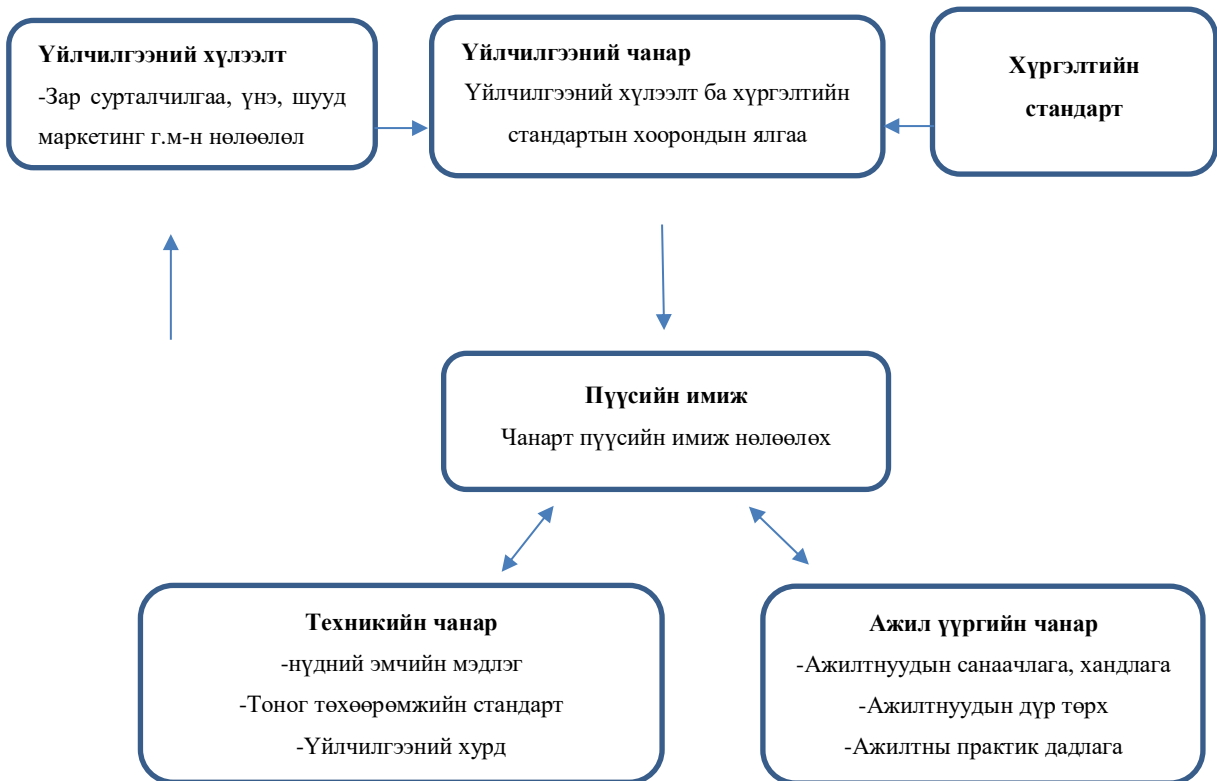 Үйлчилгээний хүлээлт
-Зар сурталчилгаа, үнэ, шууд
маркетинг г.м-н нөлөөлөл
Үйлчилгээний чанар
Үйлчилгээний хүлээлт ба хүргэлтийн
стандартын хоорондын ялгаа
Хүргэлтийн
стандарт
Пүүсийн имиж
Чанарт пүүсийн имиж нөлөөлөх
Техникийн чанар
-нүдний эмчийн мэдлэг
-Тоног төхөөрөмжийн стандарт
-Үйлчилгээний хурд
Ажил үүргийн чанар
-Ажилтнуудын санаачлага, хандлага
-Ажилтнуудын дүр төрх
-Ажилтны практик дадлага